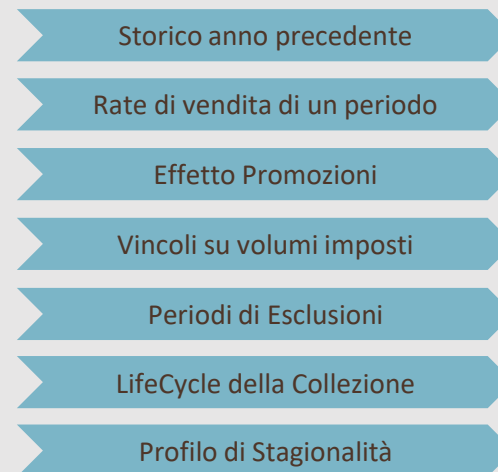 Storico anno precedente
Rate di vendita di un periodo
Effetto Promozioni
Vincoli su volumi imposti
Periodi di Esclusioni
LifeCycle della Collezione
Profilo di Stagionalità